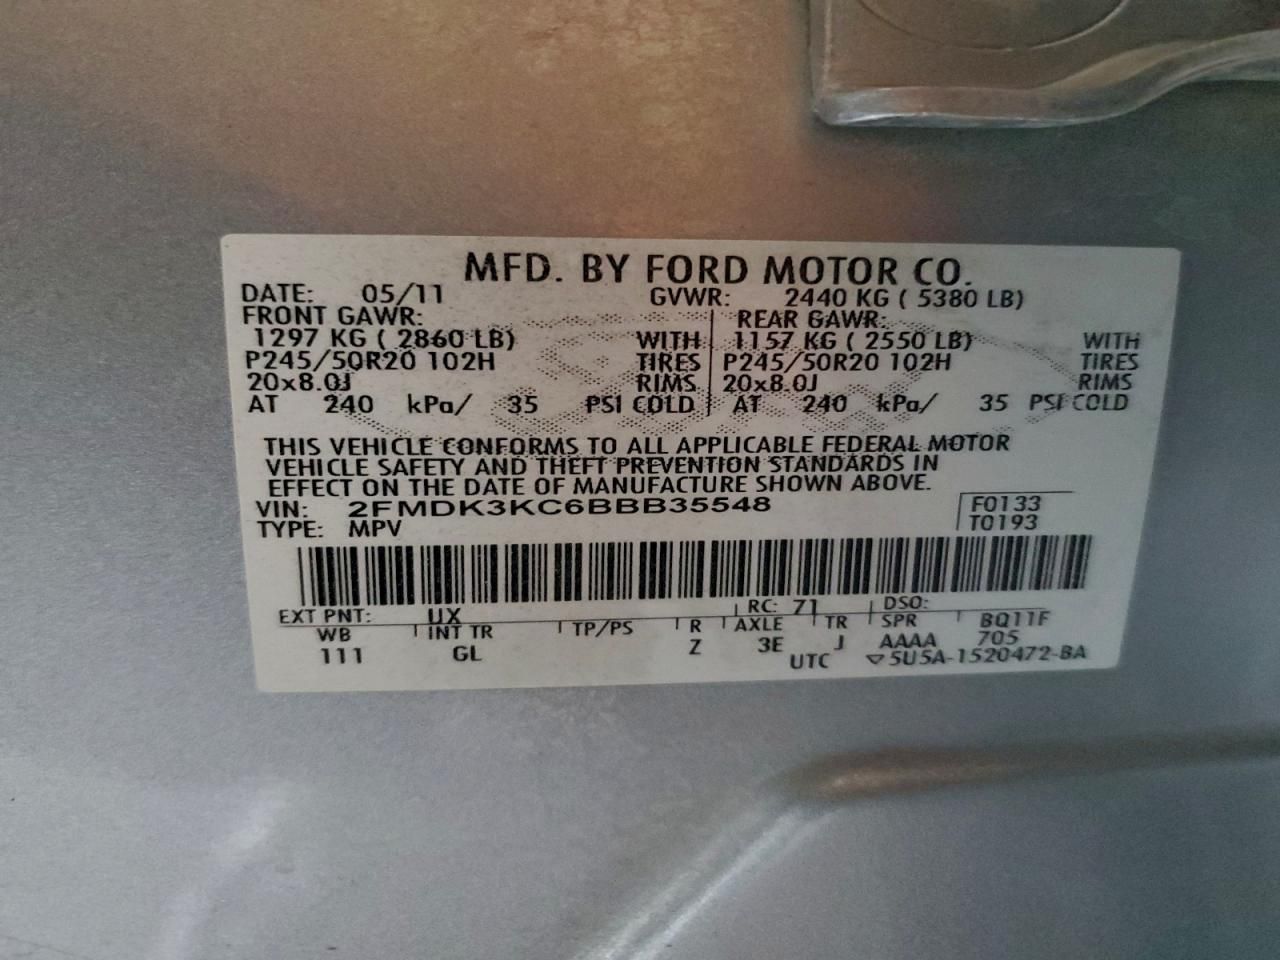 MFD. BY FORD MOTOR CO.
DATE: 05/11 GVWR: 2440 KG ( 5380 LB)
FRONT GAWR: REAR GAWR:
1297 KG ( 2860 LB) WITH 1157 KG ( 2550 LB) WITH
P245/50R20 102H TIRES P245/50R20 102H TIRES
20x8.0J RIMS 20x8.0J RIMS
AT 240 kPa/ 35 PSI COLD AT 240 kPa/ 35 PSI COLD
THIS VEHICLE CONFORMS TO ALL APPLICABLE FEDERAL MOTOR
VEHICLE SAFETY AND THEFT PREVENTION STANDARDS IN
EFFECT ON THE DATE OF MANUFACTURE SHOWN ABOVE.
VIN: 2FMDK3KC6BBB35548 F0133
TYPE: MPV T0193
EXT PNT: UX RC: 71 DSO:
WB INT TR TP/PS R AXLE TR SPR BQ11F
111 GL Z 3E J AAAA 705
UTC 5U5A-1520472-BA